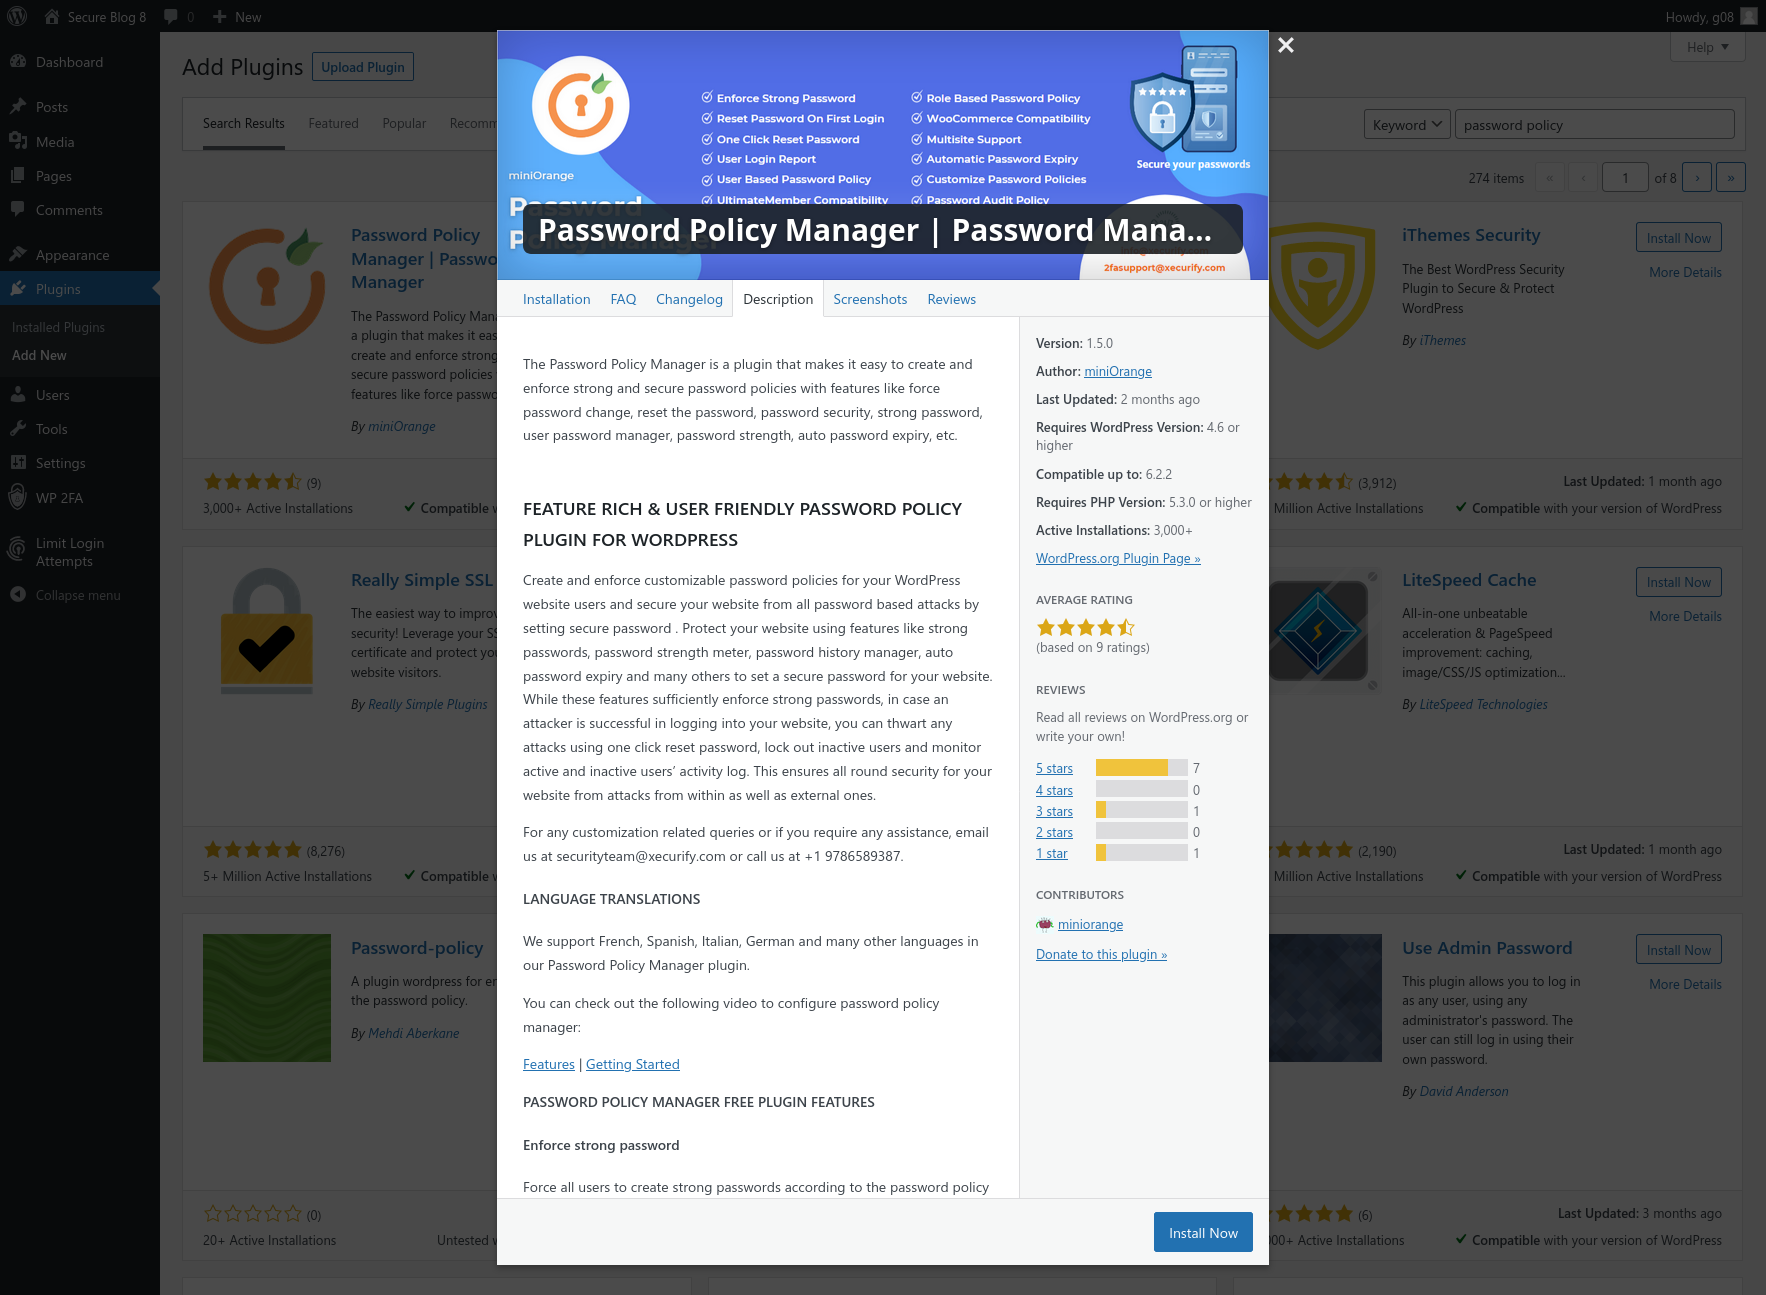 Secure Blog 8
0
New
Howdy, g08
Dashboard
Posts
Media
Pages
Comments
Appearance
Plugins
Installed Plugins
Add New
Users
Tools
Settings
WP 2FA
Limit Login
Attempts
Collapse menu
Add Plugins
Upload Plugin
Help
Search Results
Featured
Popular
Keyword
password policy
274 items
«
‹
1
of 8
›
»
Password Policy
Manager |
Manager
The Password Policy
a plugin that makes it
create and enforce
secure password policies
features like force
By miniOrange
(9)
3,000+ Active Installations
Compatible
Really Simple SSL
The easiest way to
security! Leverage your
certificate and protect
website visitors.
By Really Simple Plugins
(8,276)
5+ Million Active Installations
Compatible
Password-policy
A plugin wordpress for
the password policy.
By Mehdi Aberkane
(0)
20+ Active Installations
Untested
miniOrange
Password
Enforce Strong Password
Reset Password On First Login
One Click Reset Password
User Login Report
User Based Password Policy
UltimateMember Compatibility
Role Based Password Policy
WooCommerce Compatibility
Multisite Support
Automatic Password Expiry
Customize Password Policies
Password Audit Policy
Secure your passwords
2fasupport@xecurify.com
Password Policy Manager | Password Mana...
Installation
FAQ
Changelog
Description
Screenshots
Reviews
The Password Policy Manager is a plugin that makes it easy to create and
enforce strong and secure password policies with features like force
password change, reset the password, password security, strong password,
user password manager, password strength, auto password expiry, etc.
FEATURE RICH & USER FRIENDLY PASSWORD POLICY
PLUGIN FOR WORDPRESS
Create and enforce customizable password policies for your WordPress
website users and secure your website from all password based attacks by
setting secure password . Protect your website using features like strong
passwords, password strength meter, password history manager, auto
password expiry and many others to set a secure password for your website.
While these features sufficiently enforce strong passwords, in case an
attacker is successful in logging into your website, you can thwart any
attacks using one click reset password, lock out inactive users and monitor
active and inactive users’ activity log. This ensures all round security for your
website from attacks from within as well as external ones.
For any customization related queries or if you require any assistance, email
us at securityteam@xecurify.com or call us at +1 9786589387.
LANGUAGE TRANSLATIONS
We support French, Spanish, Italian, German and many other languages in
our Password Policy Manager plugin.
You can check out the following video to configure password policy
manager:
Features | Getting Started
PASSWORD POLICY MANAGER FREE PLUGIN FEATURES
Enforce strong password
Force all users to create strong passwords according to the password policy
Version: 1.5.0
Author: miniOrange
Last Updated: 2 months ago
Requires WordPress Version: 4.6 or
higher
Compatible up to: 6.2.2
Requires PHP Version: 5.3.0 or higher
Active Installations: 3,000+
WordPress.org Plugin Page »
AVERAGE RATING
(based on 9 ratings)
REVIEWS
Read all reviews on WordPress.org or
write your own!
5 stars 7
4 stars 0
3 stars 1
2 stars 0
1 star 1
CONTRIBUTORS
miniorange
Donate to this plugin »
Install Now
iThemes Security
The Best WordPress Security
Plugin to Secure & Protect
WordPress
By iThemes
Install Now
More Details
(3,912)
Million Active Installations
Last Updated: 1 month ago
Compatible with your version of WordPress
LiteSpeed Cache
All-in-one unbeatable
acceleration & PageSpeed
improvement: caching,
image/CSS/JS optimization...
By LiteSpeed Technologies
Install Now
More Details
(2,190)
Million Active Installations
Last Updated: 1 month ago
Compatible with your version of WordPress
Use Admin Password
This plugin allows you to log in
as any user, using any
administrator's password. The
user can still log in using their
own password.
By David Anderson
Install Now
More Details
(6)
Active Installations
Last Updated: 3 months ago
Compatible with your version of WordPress